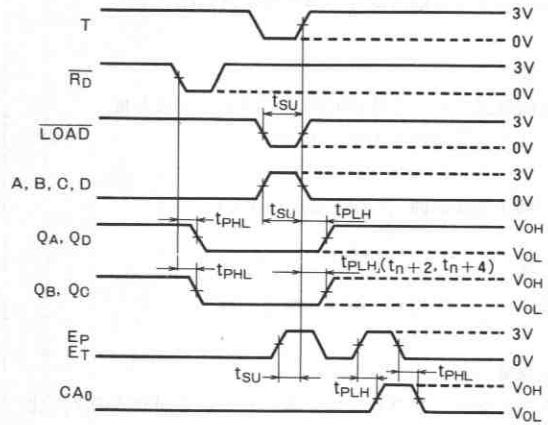 T 3V
0V
R̅D̅ 3V
0V
tSU
L̅O̅A̅D̅ 3V
0V
A, B, C, D 3V
0V
tPHL tSU tPLH
QA, QD VOH
VOL
tPHL tPLH,(tn+2, tn+4)
QB, QC VOH
VOL
EP 3V
ET 0V
tSU tPLH tPHL
CAO VOH
VOL